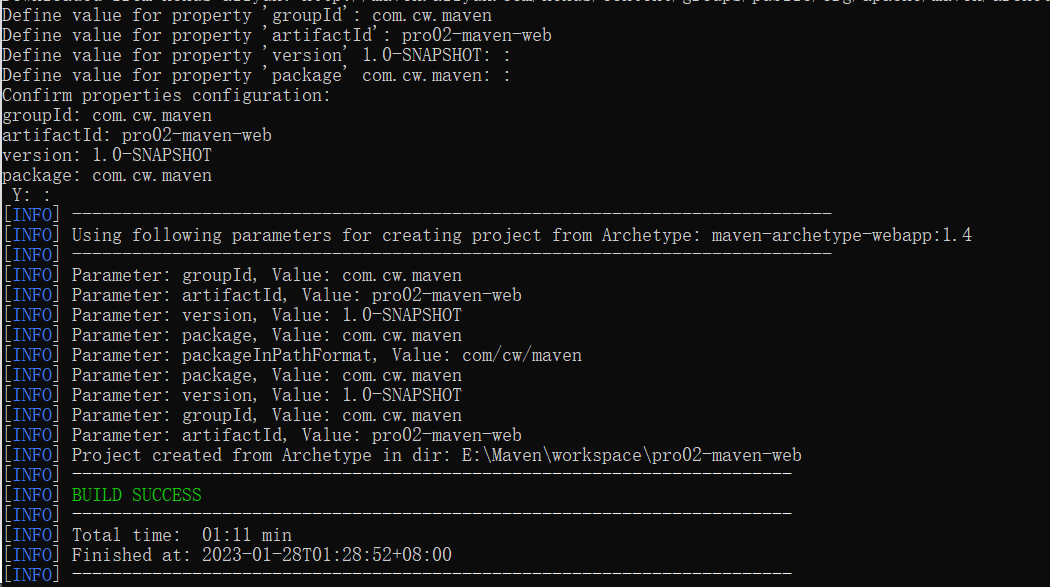 Define value for property 'groupId': com.cw.maven
Define value for property 'artifactId': pro02-maven-web
Define value for property 'version' 1.0-SNAPSHOT: :
Define value for property 'package' com.cw.maven: :
Confirm properties configuration:
groupId: com.cw.maven
artifactId: pro02-maven-web
version: 1.0-SNAPSHOT
package: com.cw.maven
 Y: :
[INFO] ----------------------------------------------------------------------------
[INFO] Using following parameters for creating project from Archetype: maven-archetype-webapp:1.4
[INFO] ----------------------------------------------------------------------------
[INFO] Parameter: groupId, Value: com.cw.maven
[INFO] Parameter: artifactId, Value: pro02-maven-web
[INFO] Parameter: version, Value: 1.0-SNAPSHOT
[INFO] Parameter: package, Value: com.cw.maven
[INFO] Parameter: packageInPathFormat, Value: com/cw/maven
[INFO] Parameter: package, Value: com.cw.maven
[INFO] Parameter: version, Value: 1.0-SNAPSHOT
[INFO] Parameter: groupId, Value: com.cw.maven
[INFO] Parameter: artifactId, Value: pro02-maven-web
[INFO] Project created from Archetype in dir: E:\Maven\workspace\pro02-maven-web
[INFO] ------------------------------------------------------------------------
[INFO] BUILD SUCCESS
[INFO] ------------------------------------------------------------------------
[INFO] Total time:  01:11 min
[INFO] Finished at: 2023-01-28T01:28:52+08:00
[INFO] ------------------------------------------------------------------------